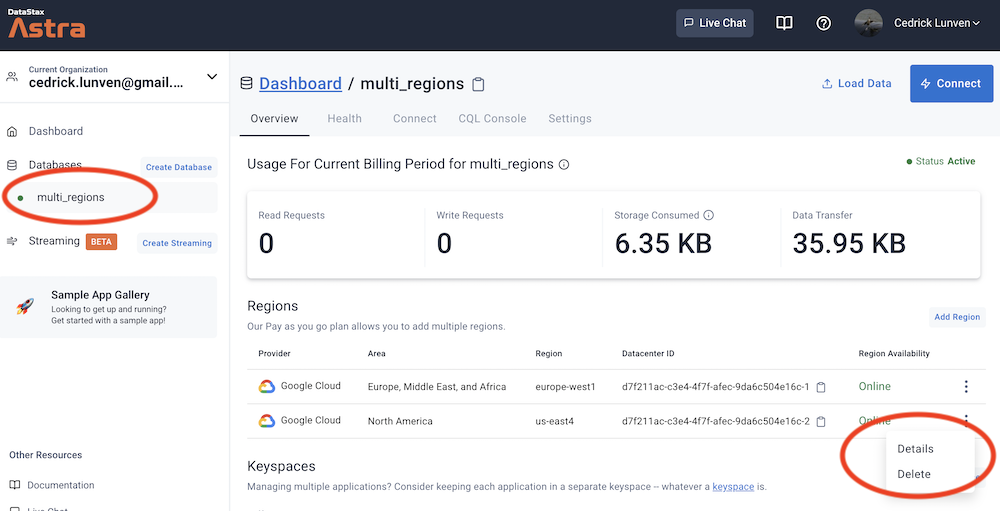 DataStax
Astra
Live Chat
Cedrick Lunven
Current Organization
cedrick.lunven@gmail....
Dashboard
Databases
Create Database
multi_regions
Streaming
BETA
Create Streaming
Sample App Gallery
Looking to get up and running?
Get started with a sample app!
Other Resources
Documentation
Live Chat
Dashboard / multi_regions
Load Data
Connect
Overview Health Connect CQL Console Settings
Usage For Current Billing Period for multi_regions
Status Active
Read Requests Write Requests Storage Consumed Data Transfer
0 0 6.35 KB 35.95 KB
Regions
Our Pay as you go plan allows you to add multiple regions.
Add Region
Provider Area Region Datacenter ID Region Availability
Google Cloud Europe, Middle East, and Africa europe-west1 d7f211ac-c3e4-4f7f-afec-9da6c504e16c-1 Online
Google Cloud North America us-east4 d7f211ac-c3e4-4f7f-afec-9da6c504e16c-2 Online
Details
Delete
Keyspaces
Managing multiple applications? Consider keeping each application in a separate keyspace -- whatever a keyspace is.